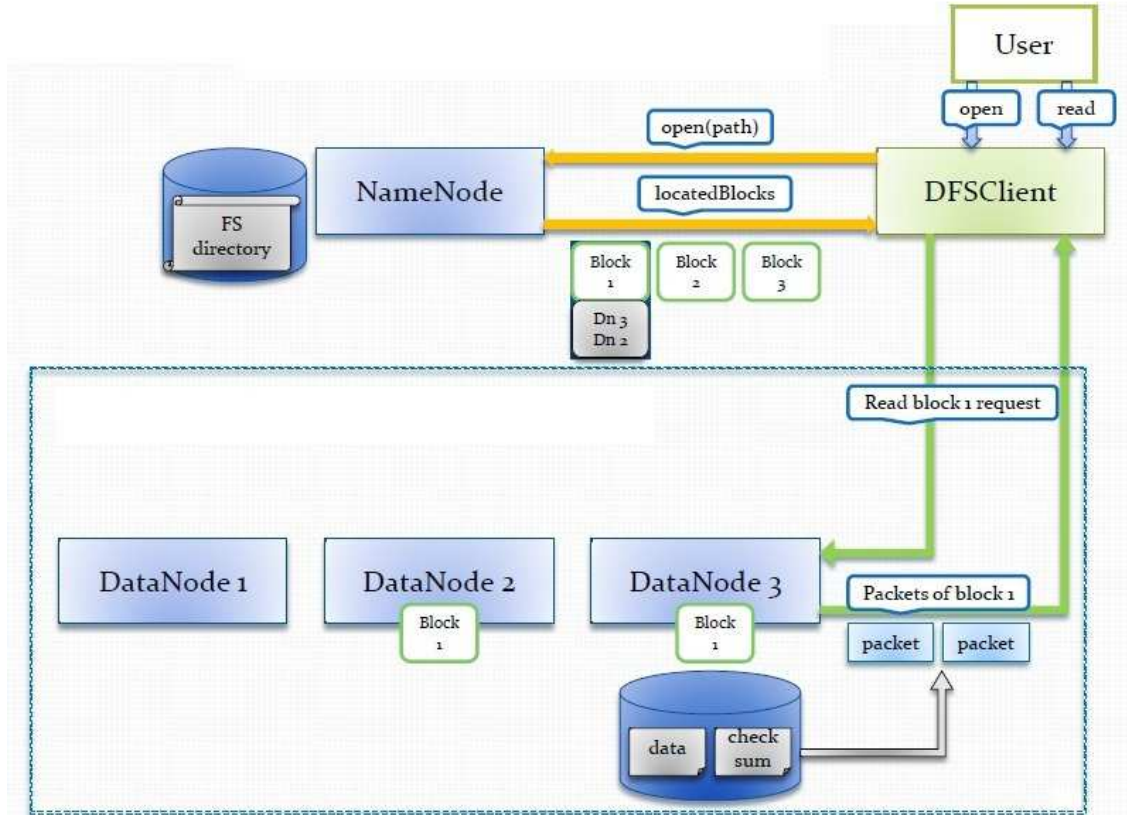 User
open
read
open(path)
NameNode
locatedBlocks
DFSClient
FS
directory
Block
1
Block
2
Block
3
Dn 3
Dn 2
Read block 1 request
DataNode 1
DataNode 2
DataNode 3
Packets of block 1
Block
1
Block
1
packet
packet
data
check
sum